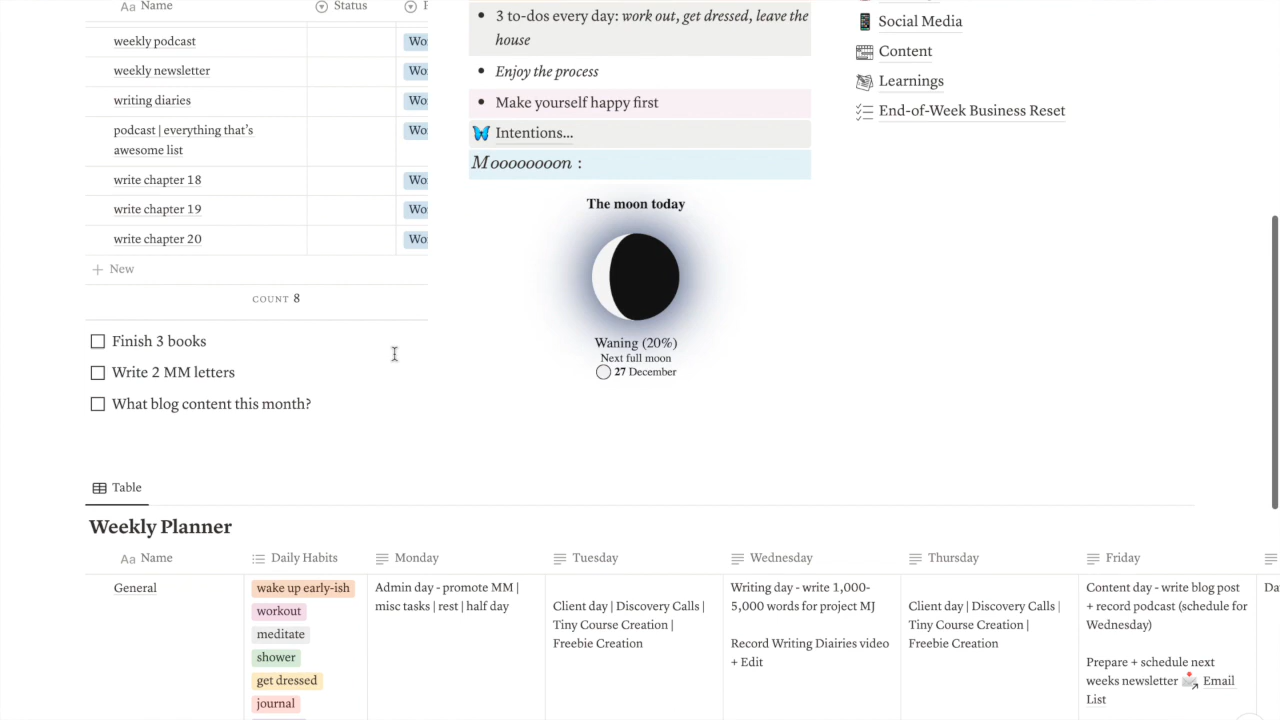 Aa Name
Status
weekly podcast
Wo
weekly newsletter
Wo
writing diaries
Wo
podcast | everything that's
awesome list
Wo
write chapter 18
Wo
write chapter 19
Wo
write chapter 20
Wo
+ New
COUNT 8
Finish 3 books
Write 2 MM letters
What blog content this month?
• 3 to-dos every day: work out, get dressed, leave the
house
• Enjoy the process
• Make yourself happy first
Intentions...
Moooooooon :
The moon today
Waning (20%)
Next full moon
27 December
Social Media
Content
Learnings
End-of-Week Business Reset
Table
Weekly Planner
Aa Name
Daily Habits
Monday
Tuesday
Wednesday
Thursday
Friday
General
wake up early-ish
workout
meditate
shower
get dressed
journal
Admin day - promote MM |
misc tasks | rest | half day
Client day | Discovery Calls |
Tiny Course Creation |
Freebie Creation
Writing day - write 1,000-
5,000 words for project MJ
Record Writing Diairies video
+ Edit
Client day | Discovery Calls |
Tiny Course Creation |
Freebie Creation
Content day - write blog post
+ record podcast (schedule for
Wednesday)
Prepare + schedule next
weeks newsletter Email
List
Da